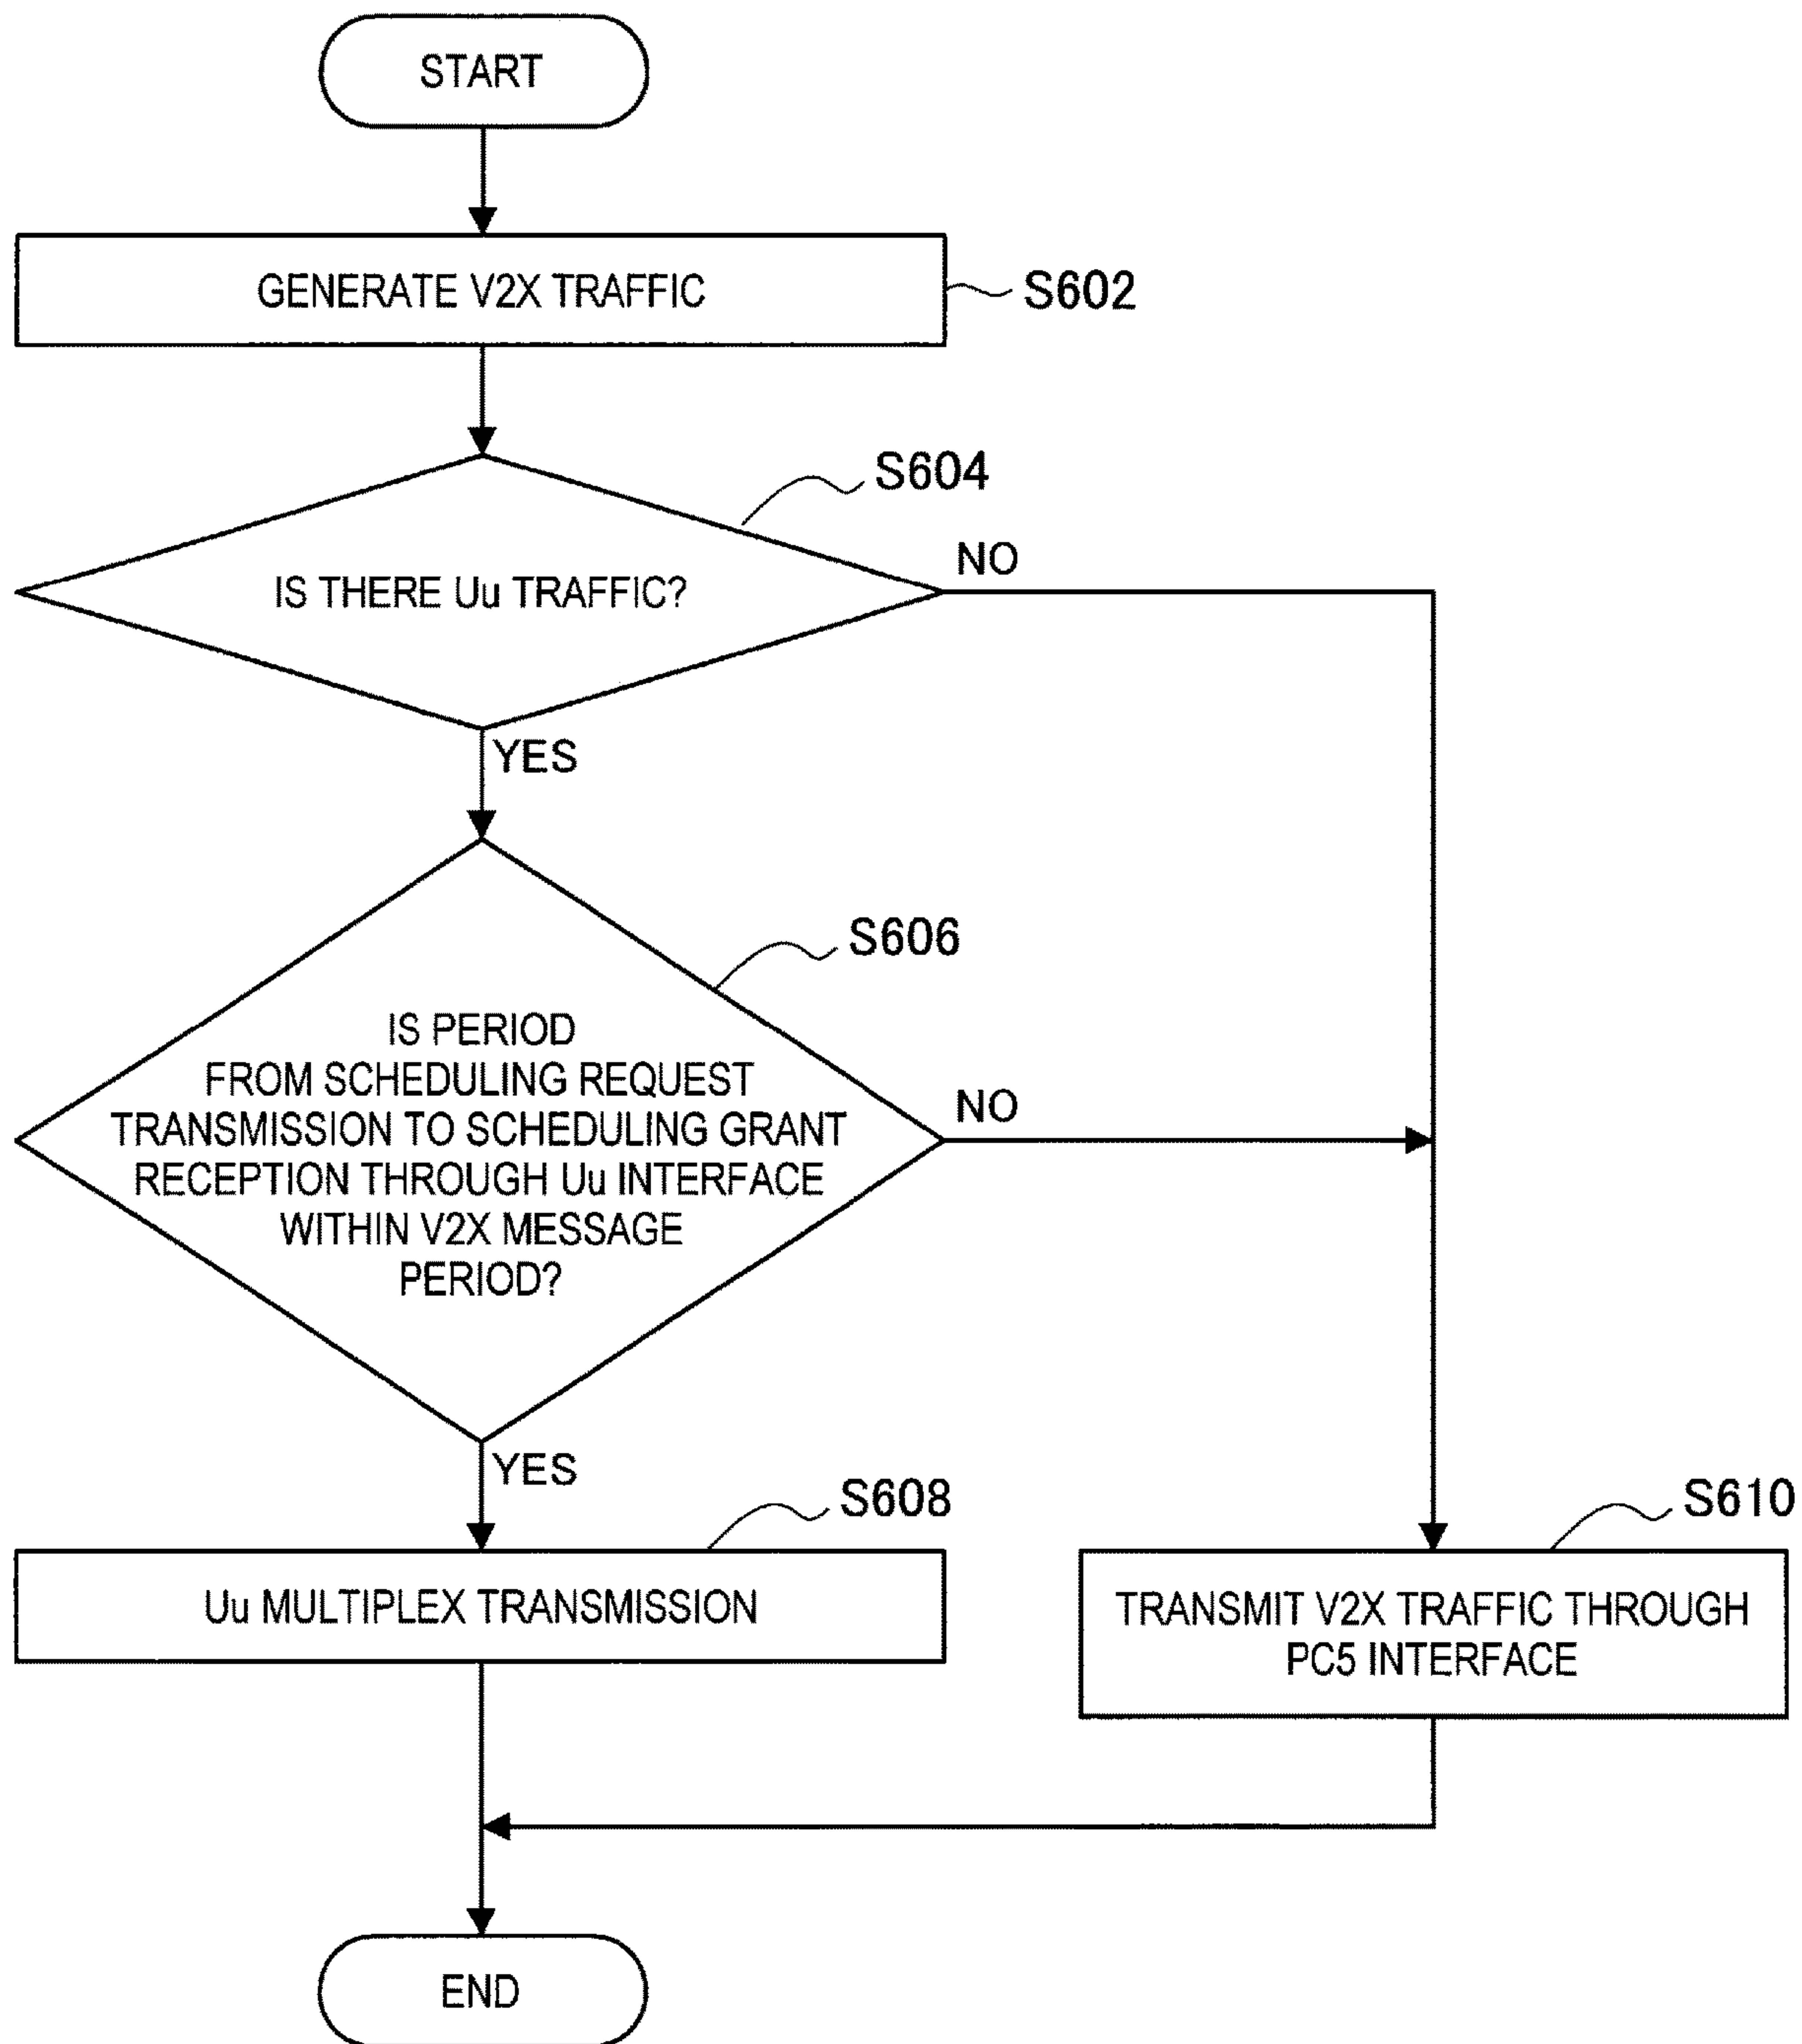 START
GENERATE V2X TRAFFIC
S602
S604
IS THERE Uu TRAFFIC?
NO
YES
S606
IS PERIOD
FROM SCHEDULING REQUEST
TRANSMISSION TO SCHEDULING GRANT
RECEPTION THROUGH Uu INTERFACE
WITHIN V2X MESSAGE
PERIOD?
NO
YES
S608
Uu MULTIPLEX TRANSMISSION
S610
TRANSMIT V2X TRAFFIC THROUGH
PC5 INTERFACE
END